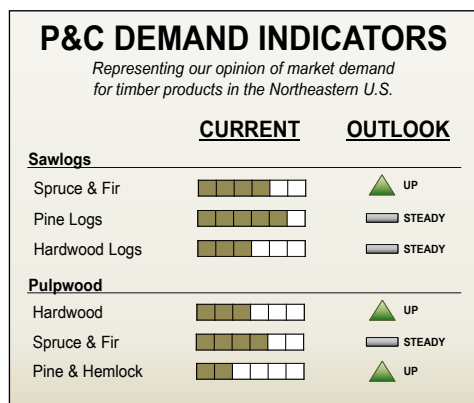 P&C DEMAND INDICATORS
Representing our opinion of market demand
for timber products in the Northeastern U.S.
CURRENT OUTLOOK
Sawlogs
Spruce & Fir UP
Pine Logs STEADY
Hardwood Logs STEADY
Pulpwood
Hardwood UP
Spruce & Fir STEADY
Pine & Hemlock UP